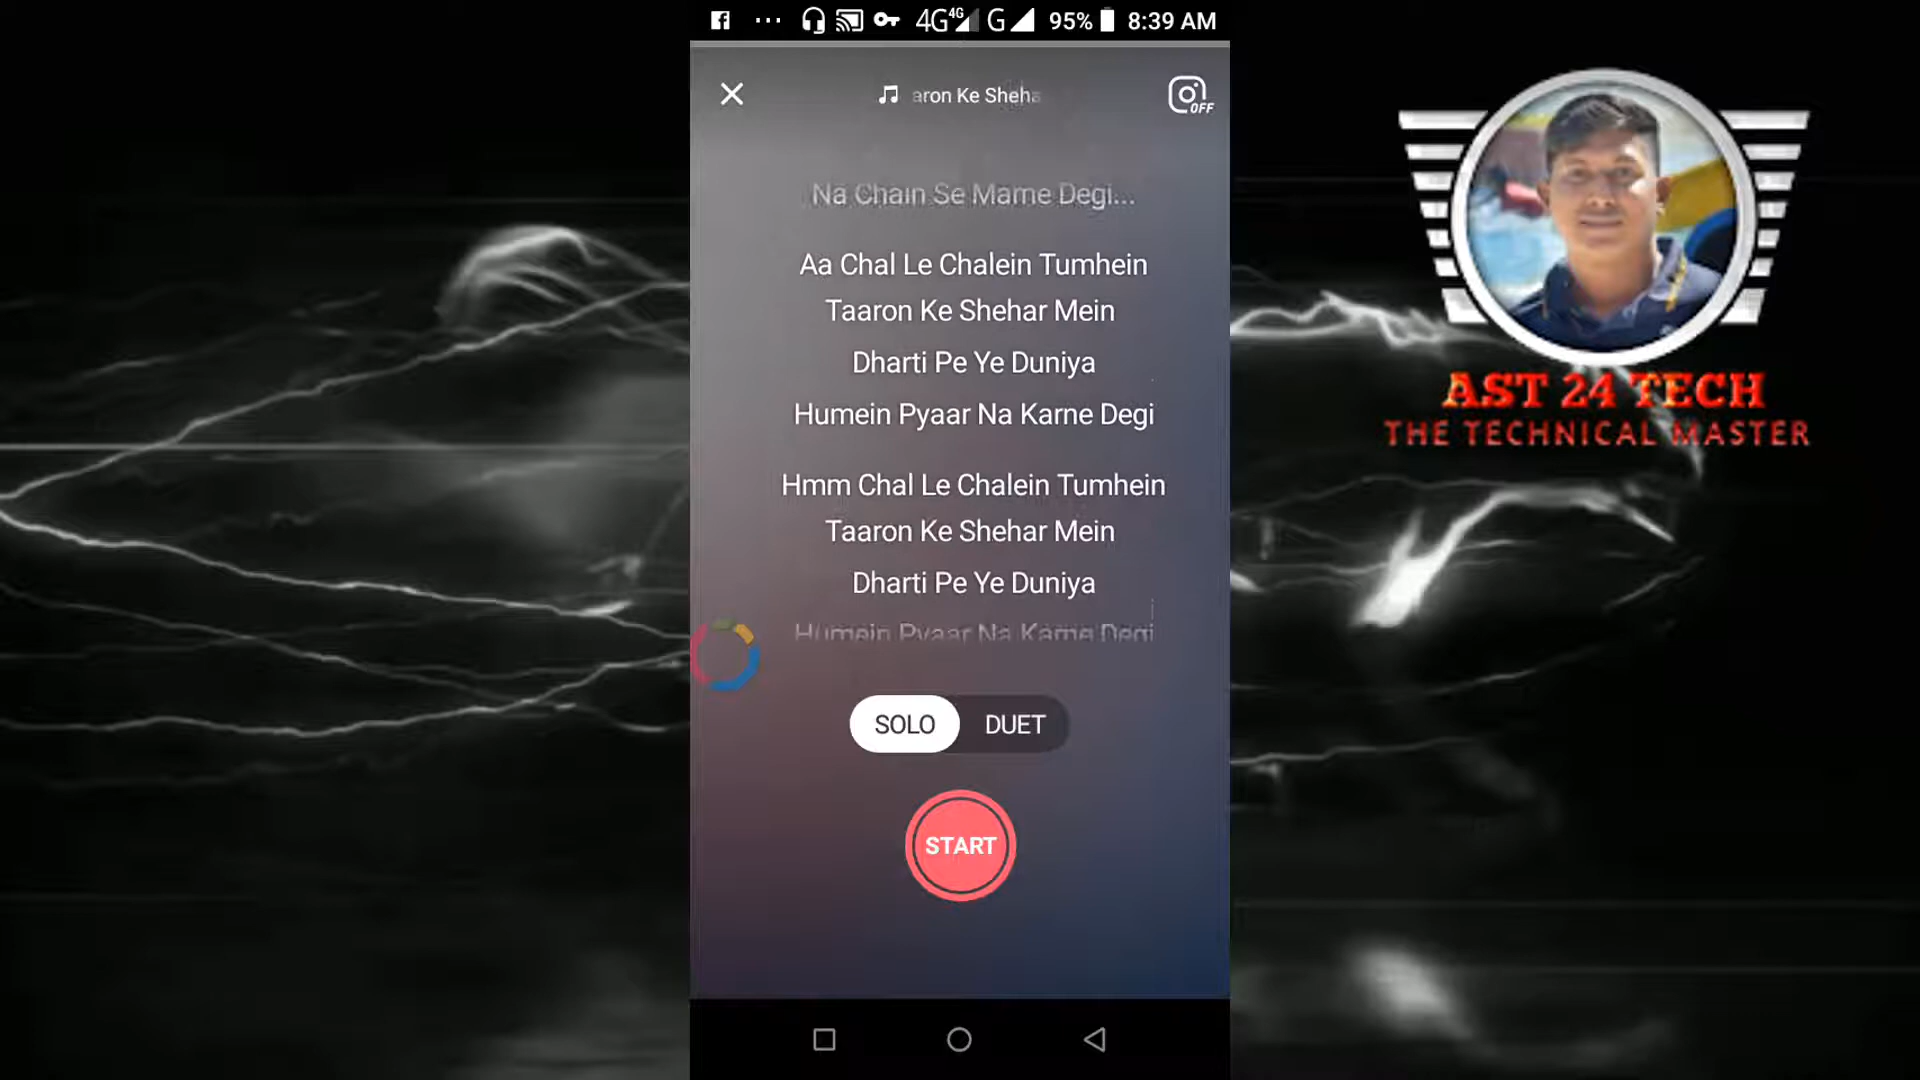 4G 4G G 95% 8:39 AM
aron Ke Sheha
OFF
Na Chain Se Marne Degi...
Aa Chal Le Chalein Tumhein
Taaron Ke Shehar Mein
Dharti Pe Ye Duniya
Humein Pyaar Na Karne Degi
Hmm Chal Le Chalein Tumhein
Taaron Ke Shehar Mein
Dharti Pe Ye Duniya
Humein Pyaar Na Karne Degi
SOLO DUET
START
AST 24 TECH
THE TECHNICAL MASTER